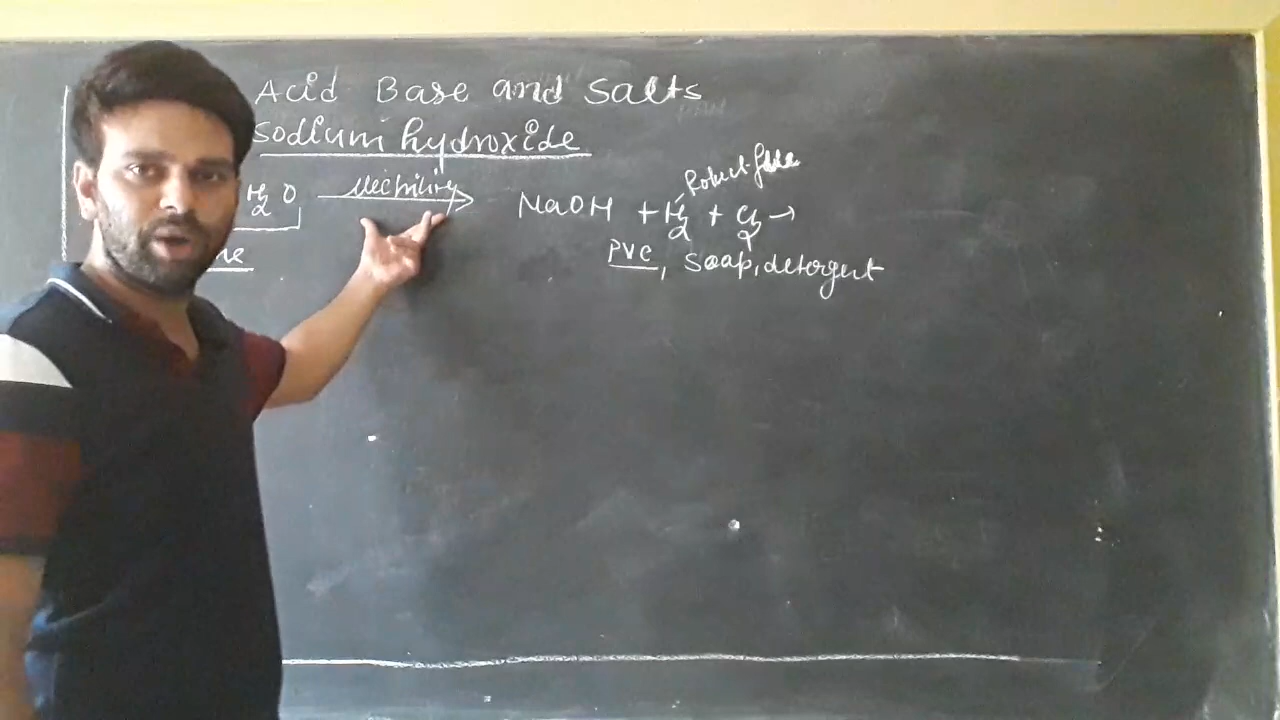 Acid Base and Salts
Sodium hydroxide
H2O electricity NaOH + H2 + Cl2 →
PVC, Soap, detergent